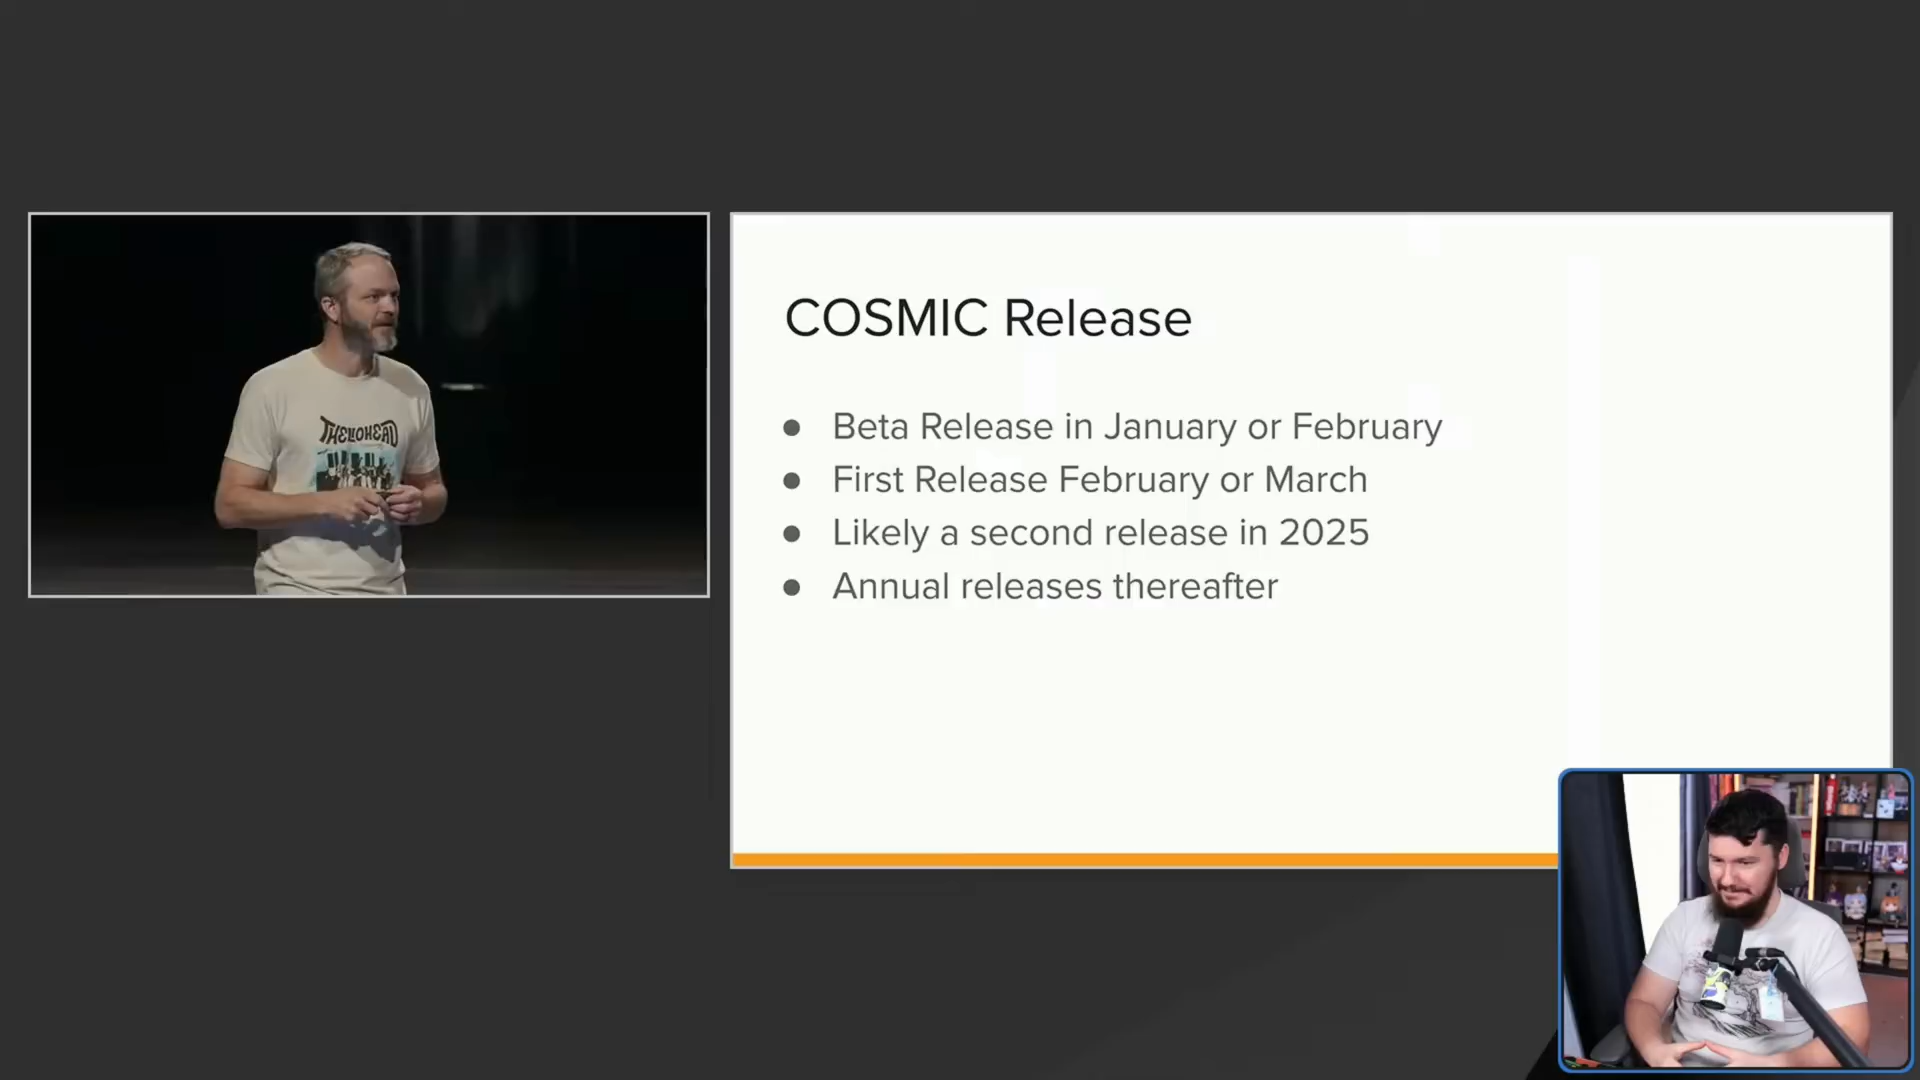 THELIOHEAD
COSMIC Release
Beta Release in January or February
First Release February or March
Likely a second release in 2025
Annual releases thereafter